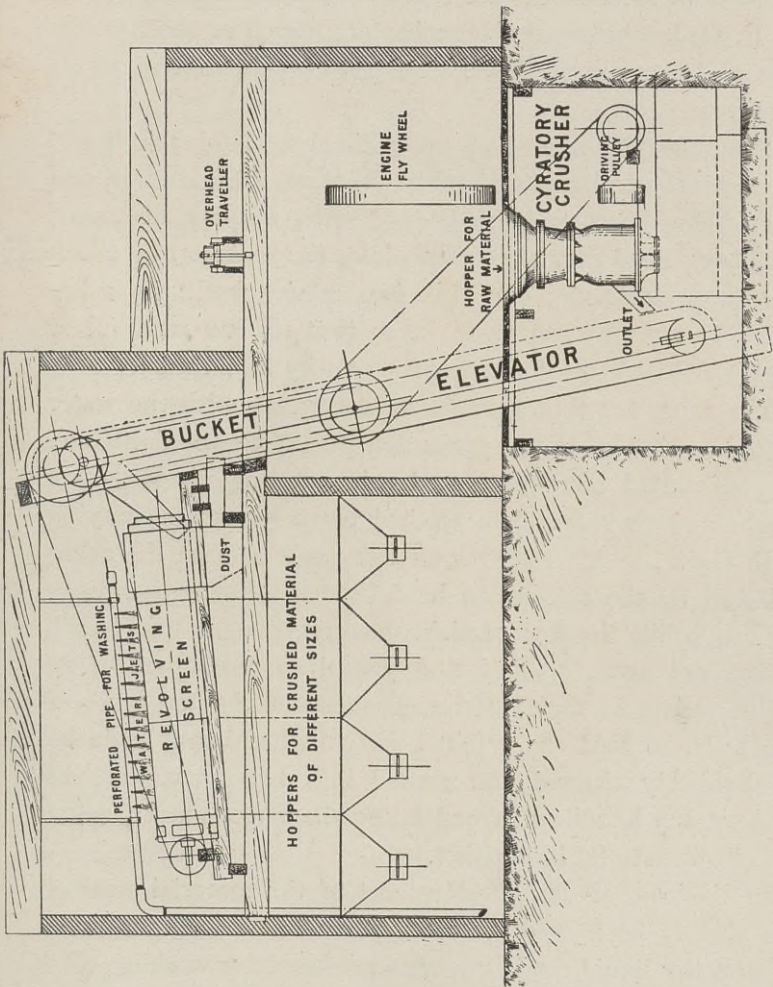 OVERHEAD
TRAVELLER
ENGINE
FLY WHEEL
HOPPER FOR
RAW MATERIAL
CYRATORY
CRUSHER
DRIVING
PULLEY
OUTLET
BUCKET ELEVATOR
DUST
PERFORATED PIPE FOR WASHING
WATER JETS
REVOLVING
SCREEN
HOPPERS FOR CRUSHED MATERIAL
OF DIFFERENT SIZES